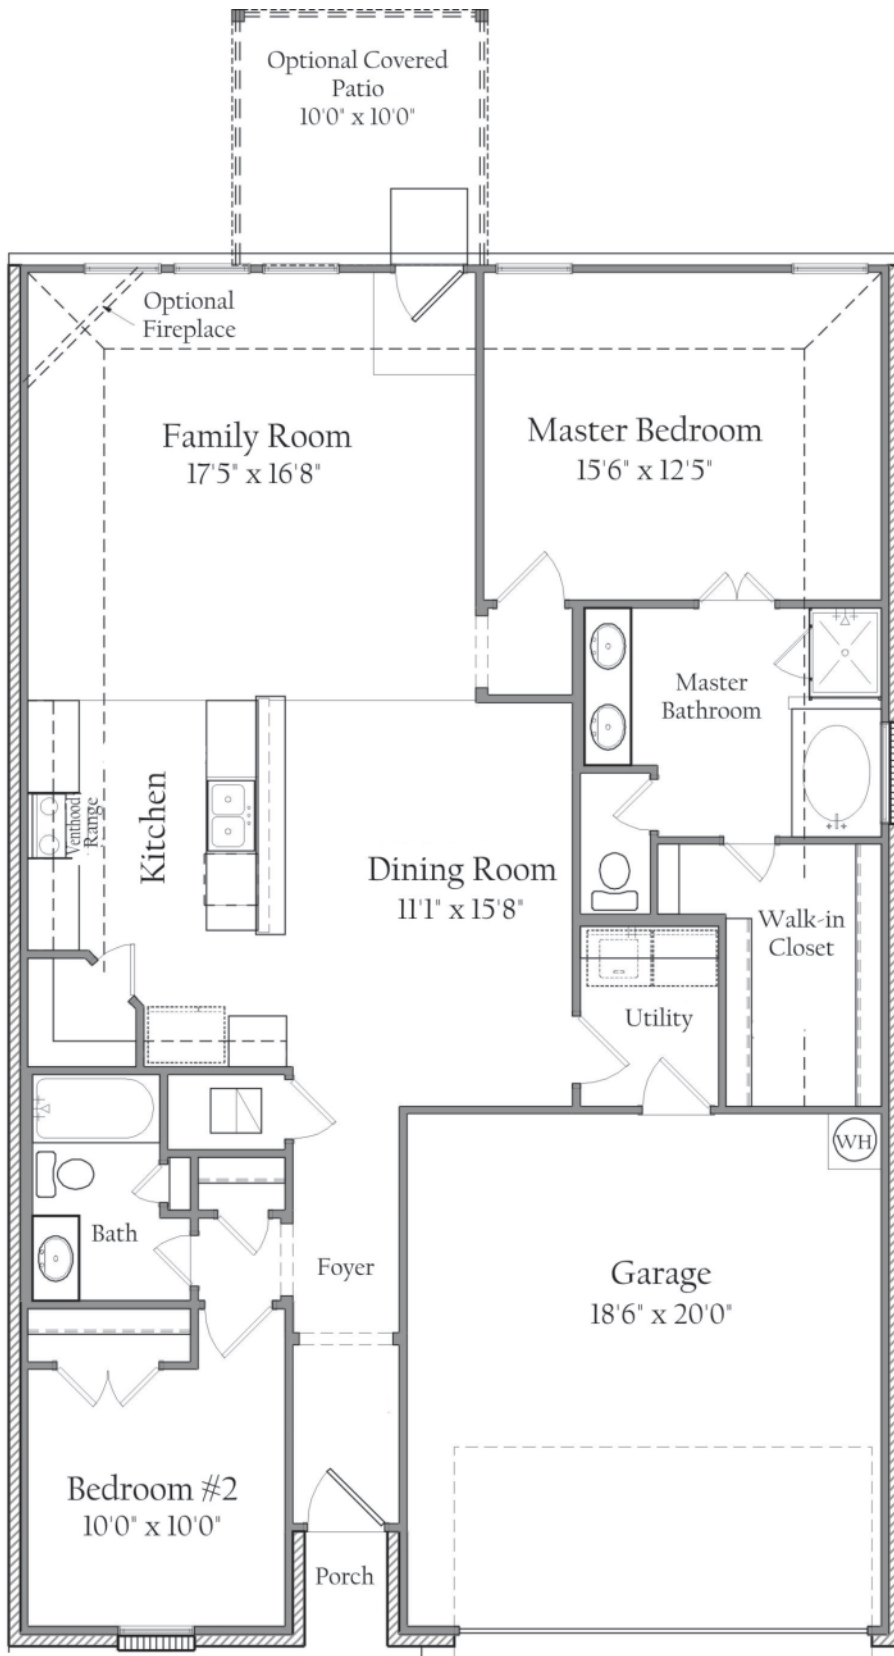 Optional Covered
Patio
10'0" x 10'0"
Optional
Fireplace
Family Room
17'5" x 16'8"
Master Bedroom
15'6" x 12'5"
Master
Bathroom
Kitchen
Venthood
Range
Dining Room
11'1" x 15'8"
Walk-in
Closet
Utility
WH
Bath
Foyer
Garage
18'6" x 20'0"
Bedroom #2
10'0" x 10'0"
Porch